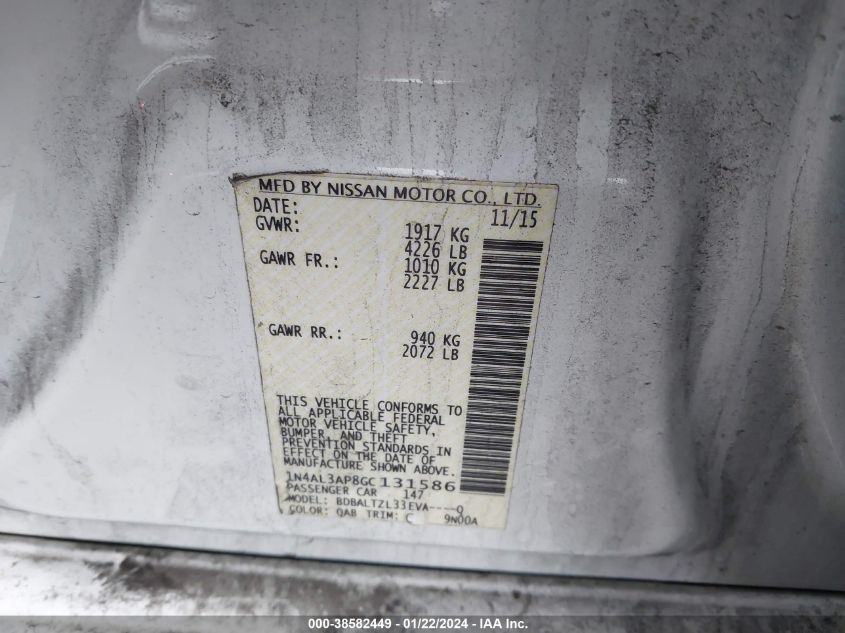 MFD BY NISSAN MOTOR CO., LTD.
DATE: 11/15
GVWR: 1917 KG
4226 LB
GAWR FR.: 1010 KG
2227 LB
GAWR RR.: 940 KG
2072 LB
THIS VEHICLE CONFORMS TO
ALL APPLICABLE FEDERAL
MOTOR VEHICLE SAFETY,
BUMPER, AND THEFT
PREVENTION STANDARDS IN
EFFECT ON THE DATE OF
MANUFACTURE SHOWN ABOVE.
1N4AL3AP8GC131586
PASSENGER CAR 147
MODEL: BDBALTZL33EVA----Q
COLOR: QAB TRIM: C 9N00A
000-38582449 - 01/22/2024 - IAA Inc.